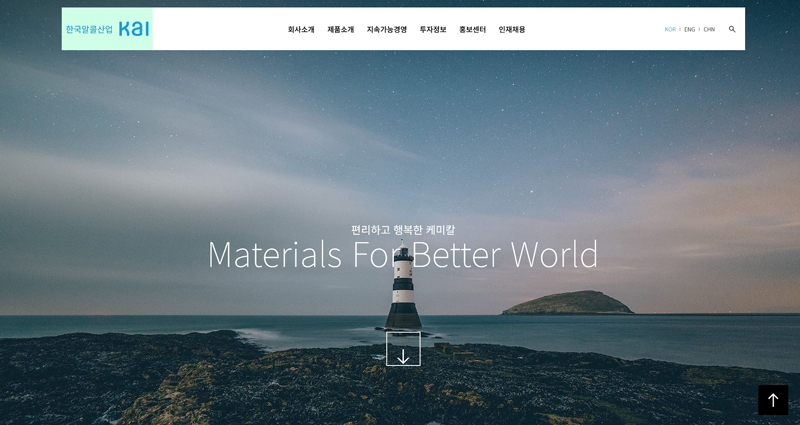 한국알콜산업 KAI
회사소개 제품소개 지속가능경영 투자정보 홍보센터 인재채용
KOR | ENG | CHN
편리하고 행복한 케미칼
Materials For Better World